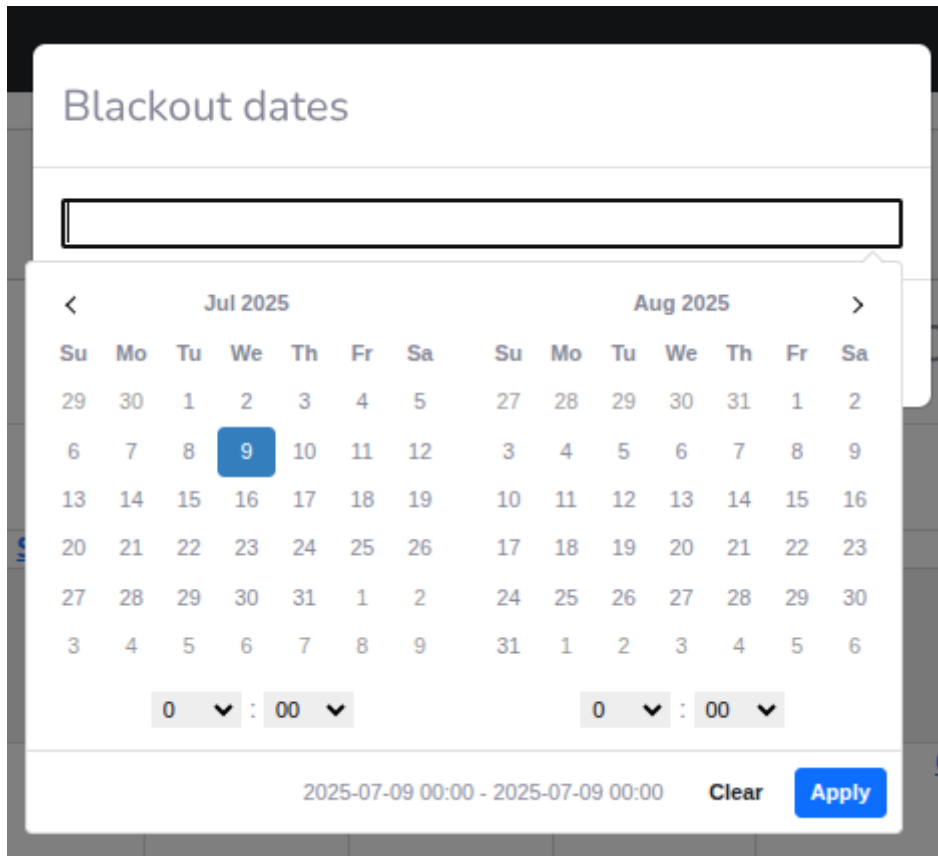 Blackout dates
Jul 2025 Aug 2025
Su Mo Tu We Th Fr Sa Su Mo Tu We Th Fr Sa
29 30 1 2 3 4 5 27 28 29 30 31 1 2
6 7 8 9 10 11 12 3 4 5 6 7 8 9
13 14 15 16 17 18 19 10 11 12 13 14 15 16
20 21 22 23 24 25 26 17 18 19 20 21 22 23
27 28 29 30 31 1 2 24 25 26 27 28 29 30
3 4 5 6 7 8 9 31 1 2 3 4 5 6
0 : 00 0 : 00
2025-07-09 00:00 - 2025-07-09 00:00 Clear Apply